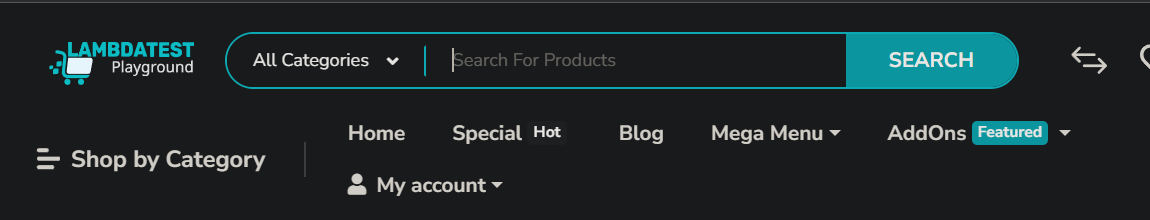 LAMBDATEST
Playground
All Categories Search For Products SEARCH
Home Special Hot Blog Mega Menu AddOns Featured
Shop by Category
My account